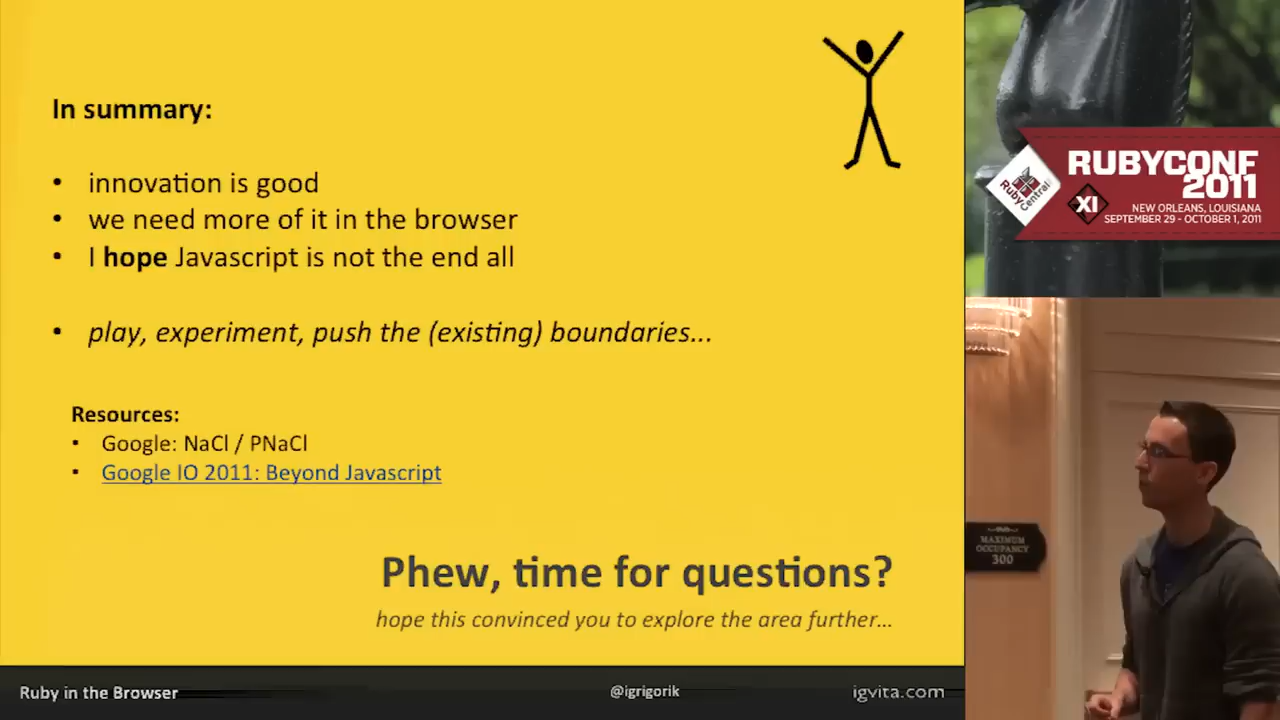 In summary:
• innovation is good
• we need more of it in the browser
• I hope Javascript is not the end all
• play, experiment, push the (existing) boundaries...
Resources:
▪ Google: NaCl / PNaCl
▪ Google IO 2011: Beyond Javascript
Phew, time for questions?
hope this convinced you to explore the area further...
Ruby in the Browser
@igrigorik
igvita.com
RubyCentral
RUBYCONF
2011
XI
NEW ORLEANS, LOUISIANA
SEPTEMBER 29 - OCTOBER 1, 2011
MAXIMUM
OCCUPANCY
300